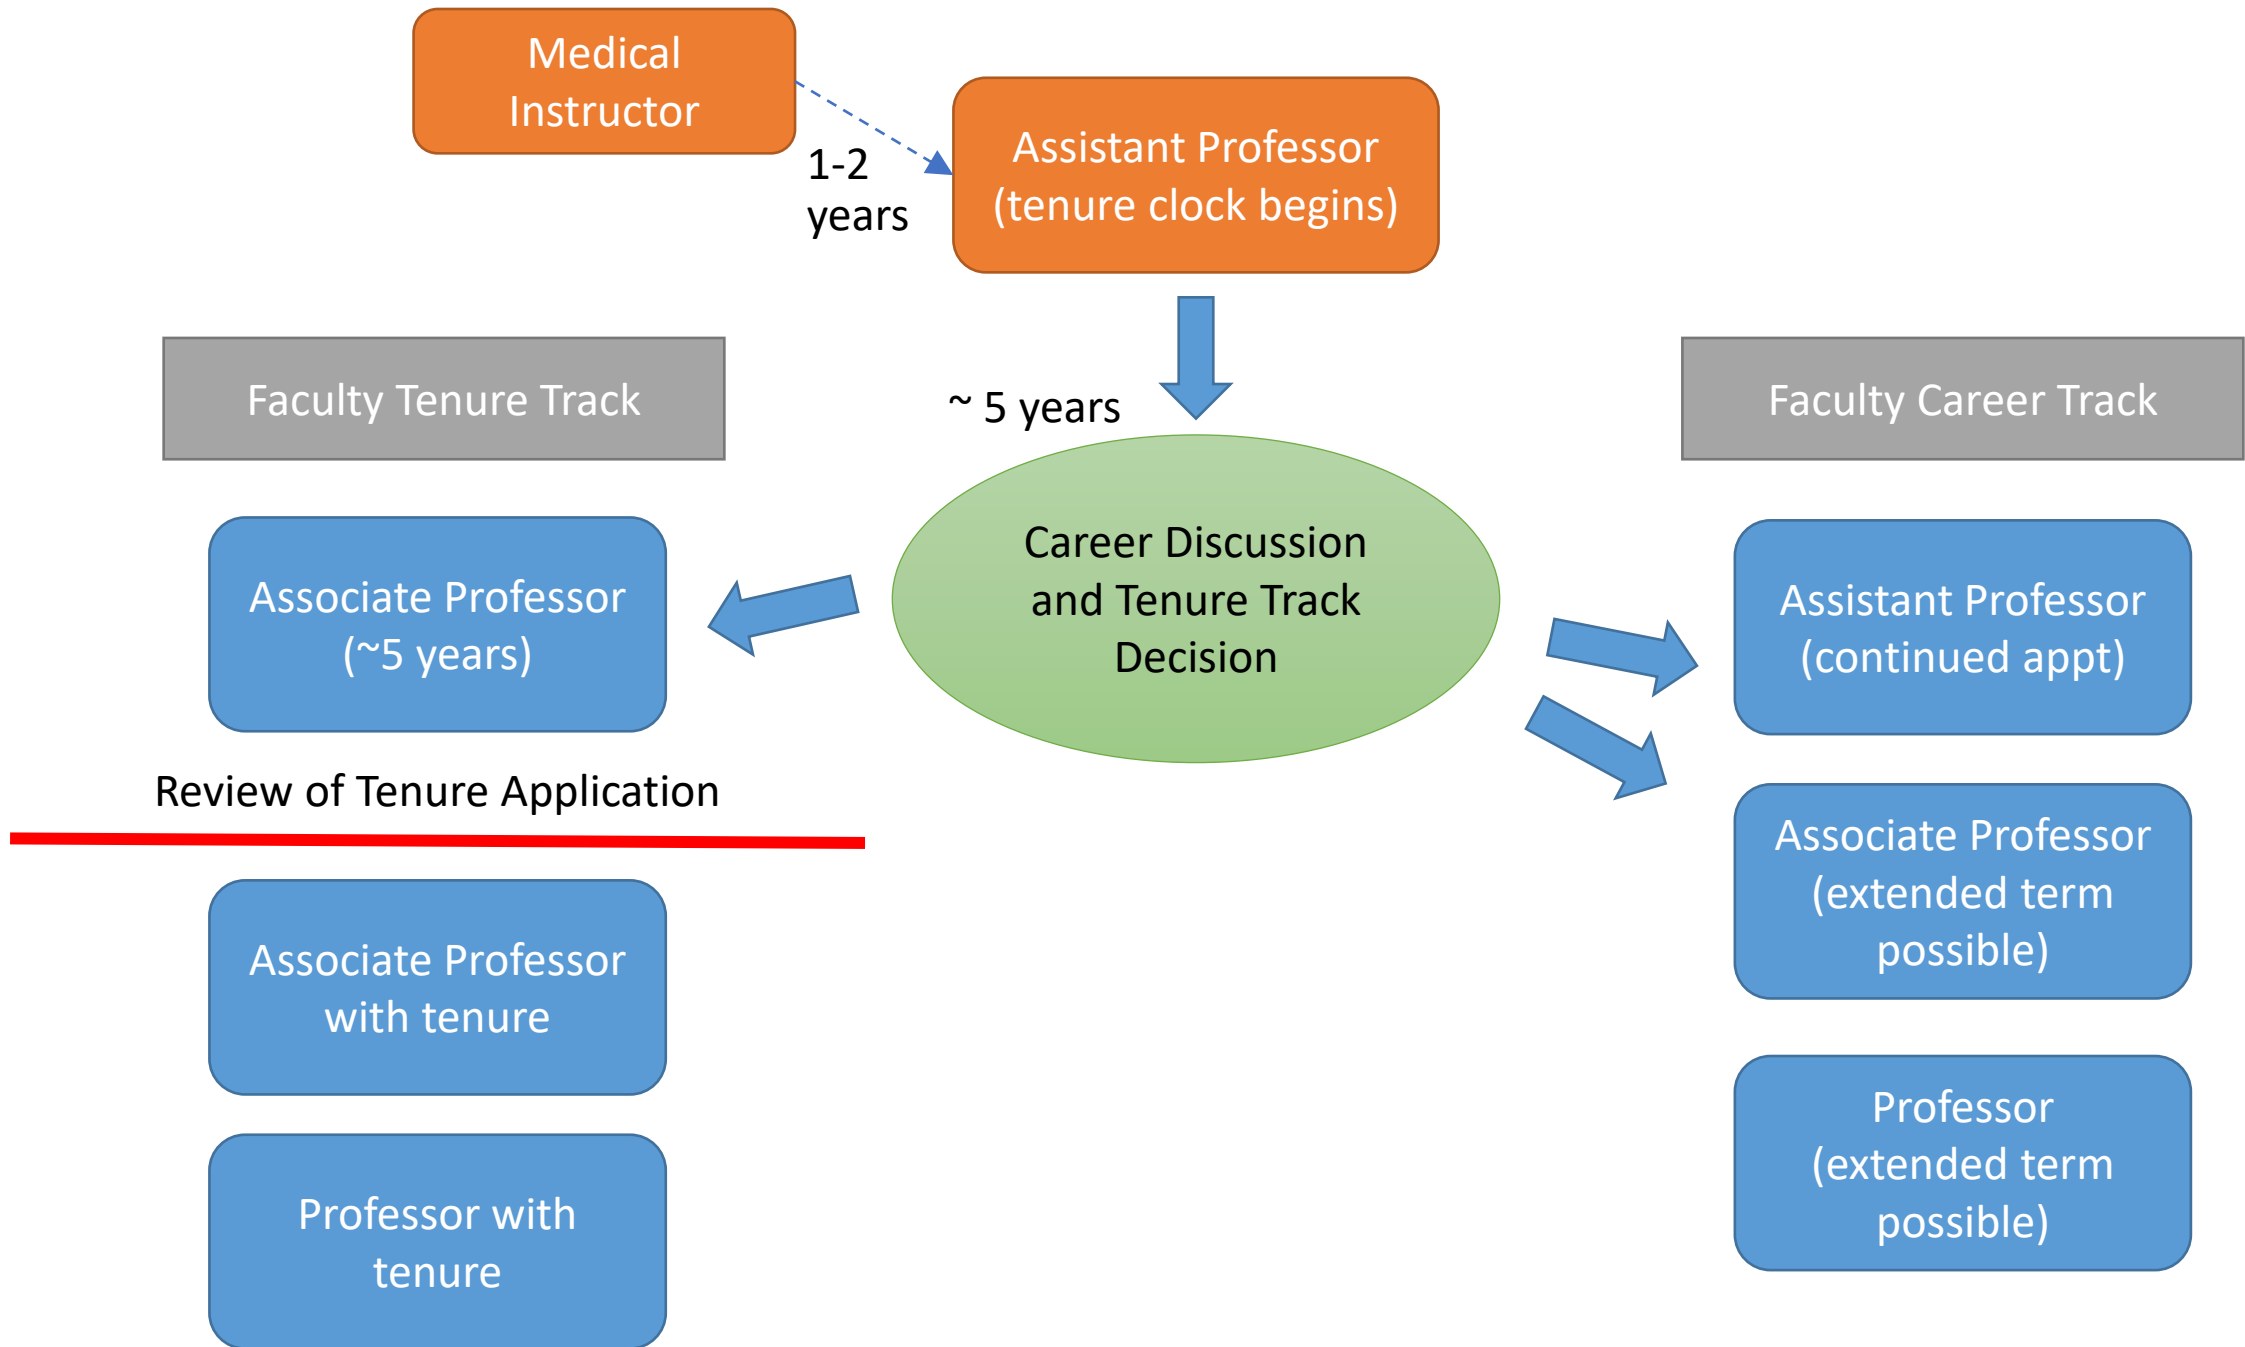 Medical
Instructor
1-2
years
Assistant Professor
(tenure clock begins)
Faculty Tenure Track
~ 5 years
Faculty Career Track
Career Discussion
and Tenure Track
Decision
Associate Professor
(~5 years)
Review of Tenure Application
Associate Professor
with tenure
Professor with
tenure
Assistant Professor
(continued appt)
Associate Professor
(extended term
possible)
Professor
(extended term
possible)